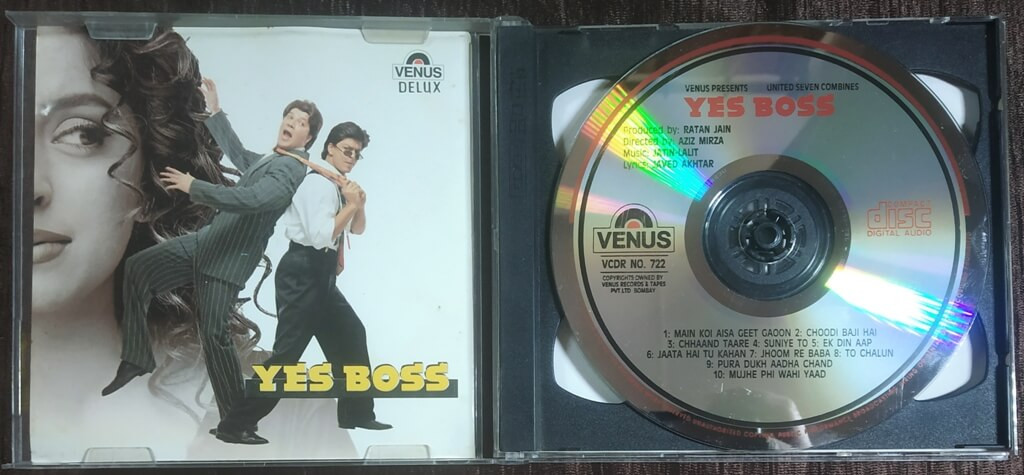 VENUS
DELUX
YES BOSS
VENUS PRESENTS UNITED SEVEN COMBINES
YES BOSS
Produced by: RATAN JAIN
Directed by: AZIZ MIRZA
Music: JATIN-LALIT
Lyrics: JAVED AKHTAR
VENUS
VCDR NO. 722
COPYRIGHTS OWNED BY
VENUS RECORDS & TAPES
PVT.LTD BOMBAY
COMPACT
disc
DIGITAL AUDIO
1: MAIN KOI AISA GEET GAOON 2: CHOODI BAJI HAI
3: CHHAAND TAARE 4: SUNIYE TO 5: EK DIN AAP
6: JAATA HAI TU KAHAN 7: JHOOM RE BABA 8: TO CHALUN
9: PURA DUKH AADHA CHAND
10: MUJHE PHI WAHI YAAD